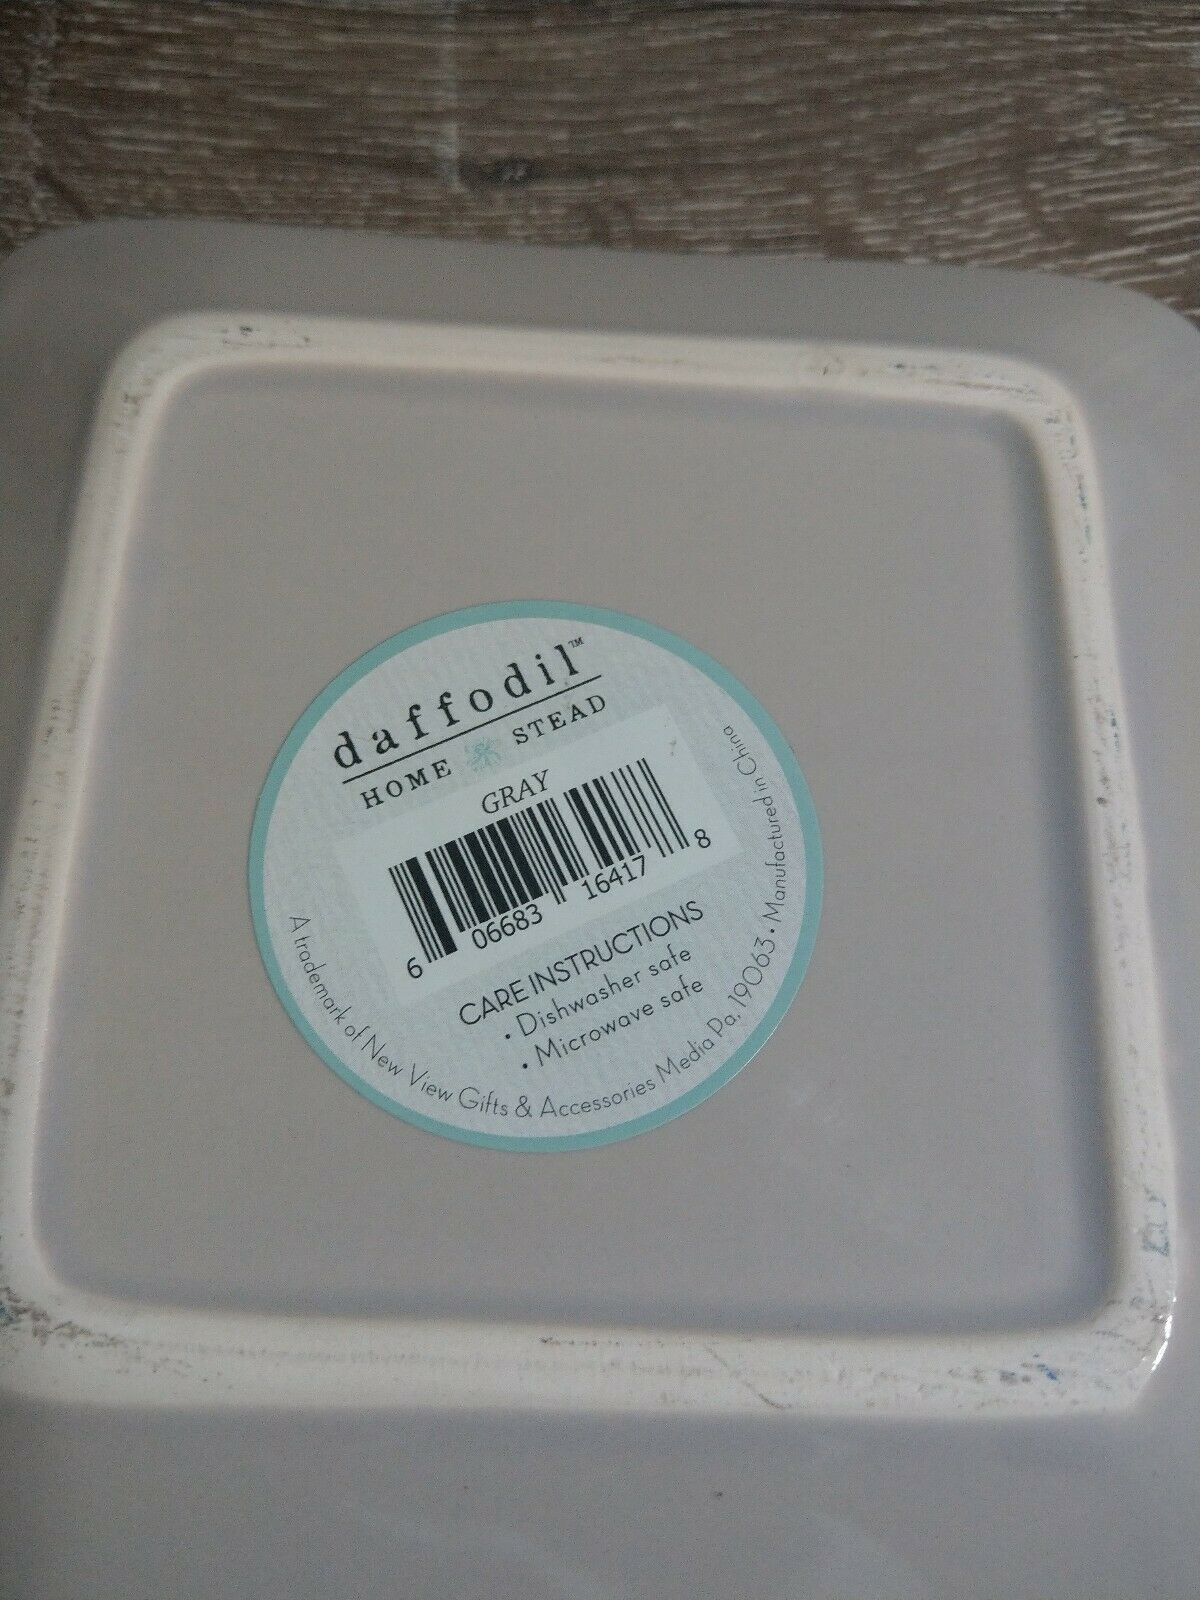 daffodil™
HOME STEAD
GRAY
6 06683 16417 8
CARE INSTRUCTIONS
• Dishwasher safe
• Microwave safe
A trademark of New View Gifts & Accessories Media Pa, 19063 • Manufactured in China